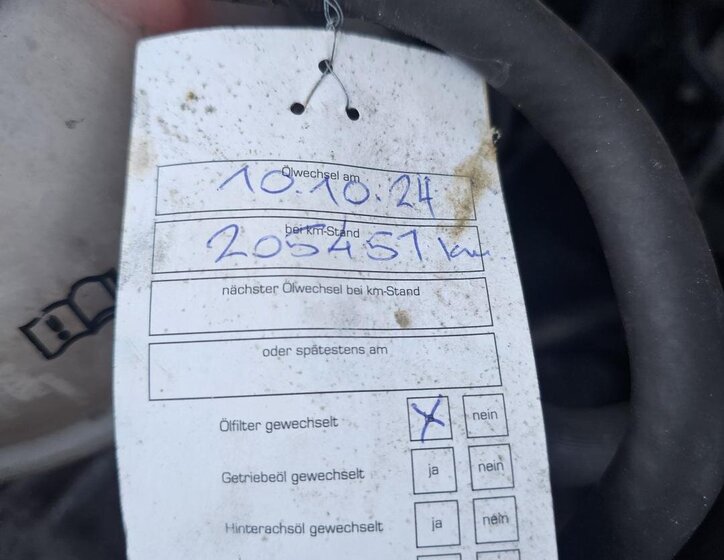 Ölwechsel am
10.10.24
bei km-Stand
205451 km
nächster Ölwechsel bei km-Stand
oder spätestens am
Ölfilter gewechselt X nein
Getriebeöl gewechselt ja nein
Hinterachsöl gewechselt ja nein